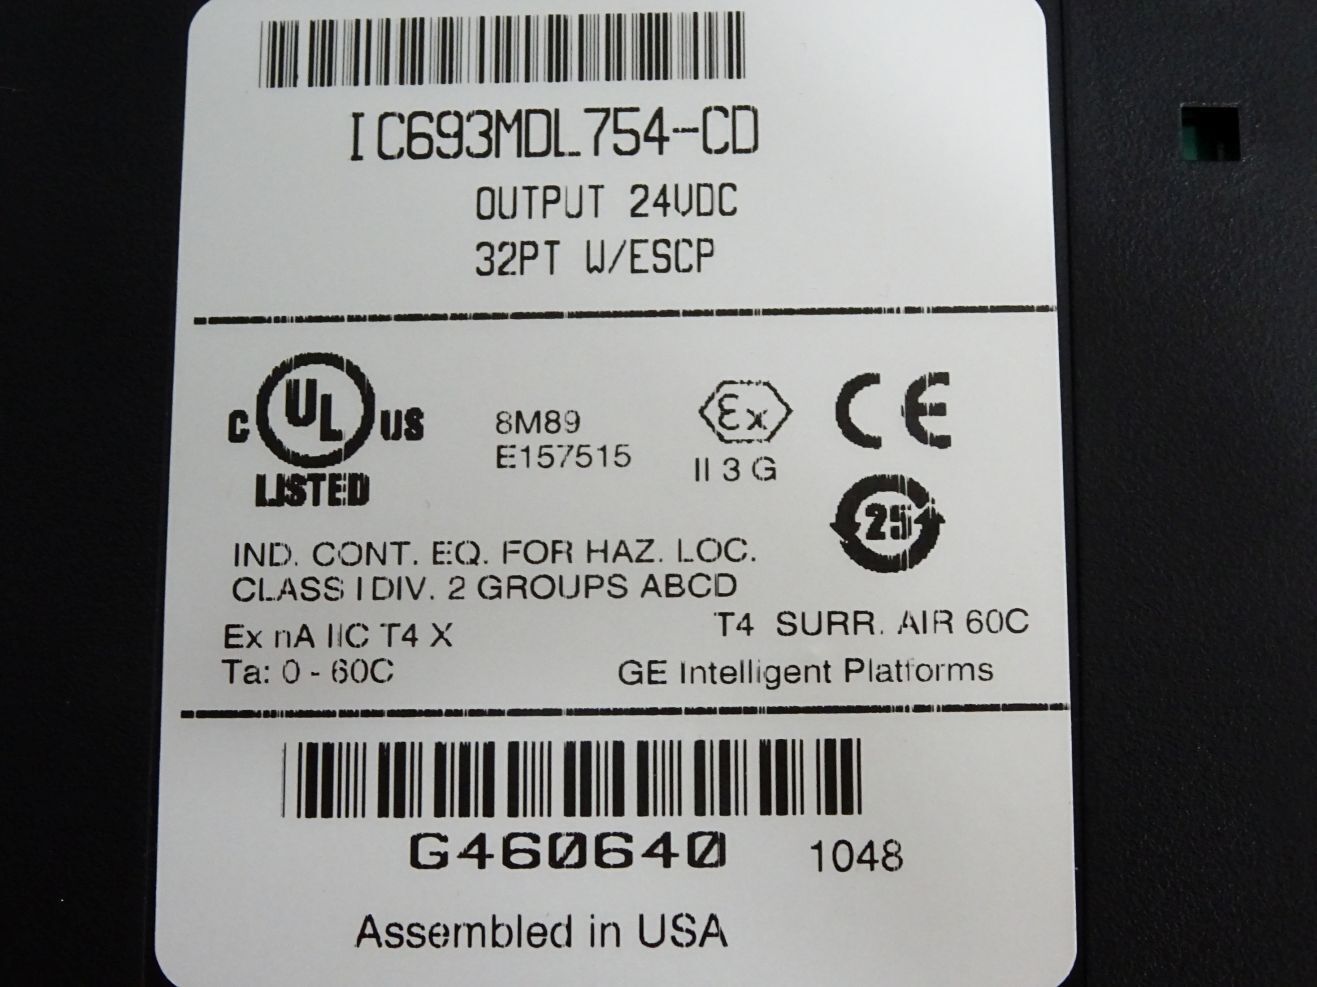 IC693MDL754-CD
OUTPUT 24VDC
32PT W/ESCP
C UL US
LISTED
8M89
E157515
Ex
II 3 G
CE
25
IND. CONT. EQ. FOR HAZ. LOC.
CLASS I DIV. 2 GROUPS ABCD
Ex nA IIC T4 X
T4 SURR. AIR 60C
Ta: 0 - 60C
GE Intelligent Platforms
G460640 1048
Assembled in USA